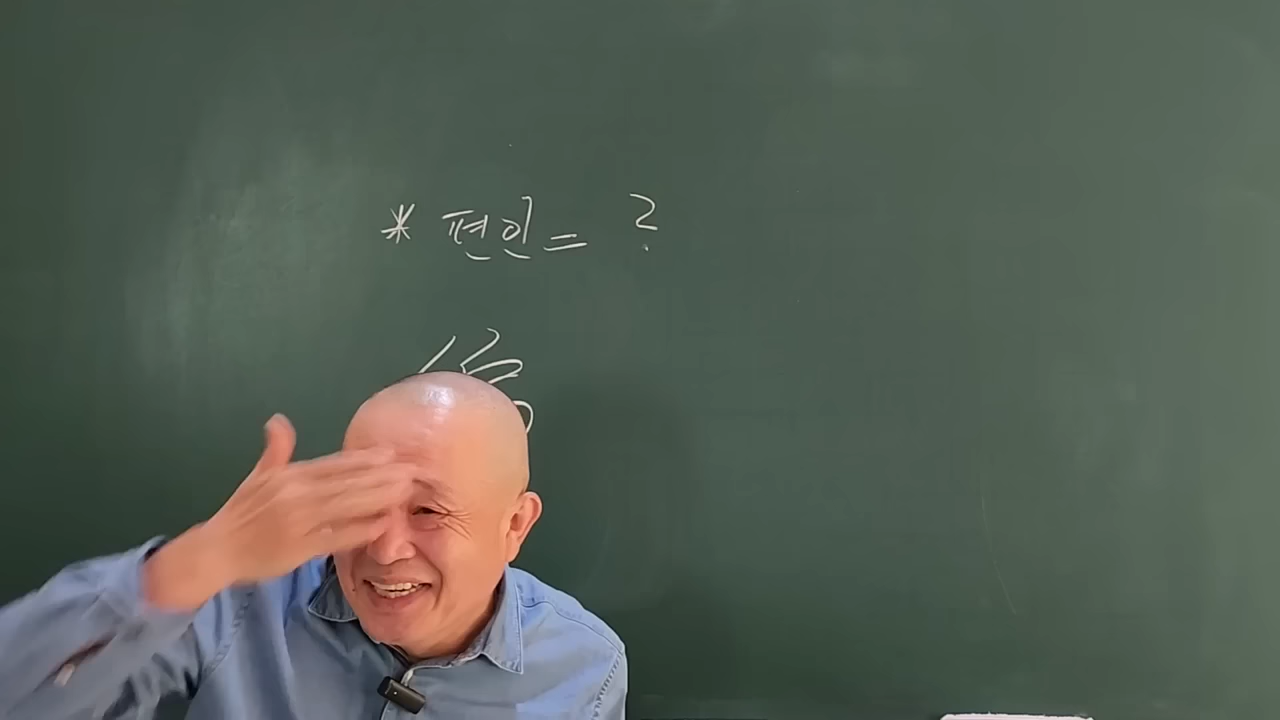 * 편인 = ?